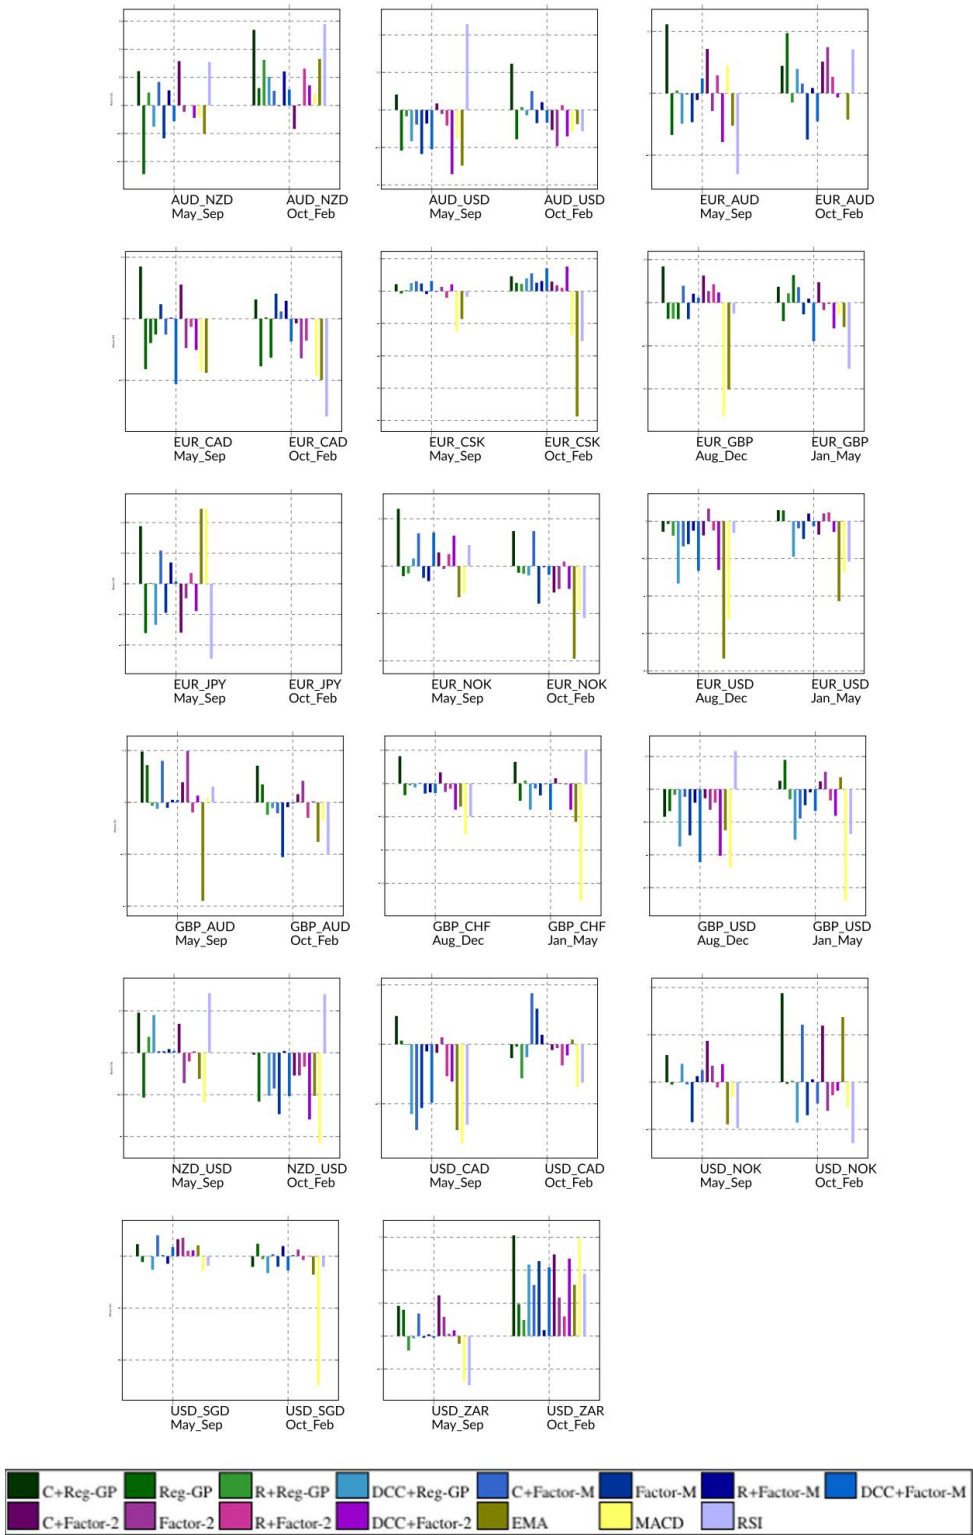 AUD_NZD AUD_NZD AUD_USD AUD_USD EUR_AUD EUR_AUD
May_Sep Oct_Feb May_Sep Oct_Feb May_Sep Oct_Feb
EUR_CAD EUR_CAD EUR_CSK EUR_CSK EUR_GBP EUR_GBP
May_Sep Oct_Feb May_Sep Oct_Feb Aug_Dec Jan_May
EUR_JPY EUR_JPY EUR_NOK EUR_NOK EUR_USD EUR_USD
May_Sep Oct_Feb May_Sep Oct_Feb Aug_Dec Jan_May
GBP_AUD GBP_AUD GBP_CHF GBP_CHF GBP_USD GBP_USD
May_Sep Oct_Feb Aug_Dec Jan_May Aug_Dec Jan_May
NZD_USD NZD_USD USD_CAD USD_CAD USD_NOK USD_NOK
May_Sep Oct_Feb May_Sep Oct_Feb May_Sep Oct_Feb
USD_SGD USD_SGD USD_ZAR USD_ZAR
May_Sep Oct_Feb May_Sep Oct_Feb
C+Reg-GP Reg-GP R+Reg-GP DCC+Reg-GP C+Factor-M Factor-M R+Factor-M DCC+Factor-M
C+Factor-2 Factor-2 R+Factor-2 DCC+Factor-2 EMA MACD RSI